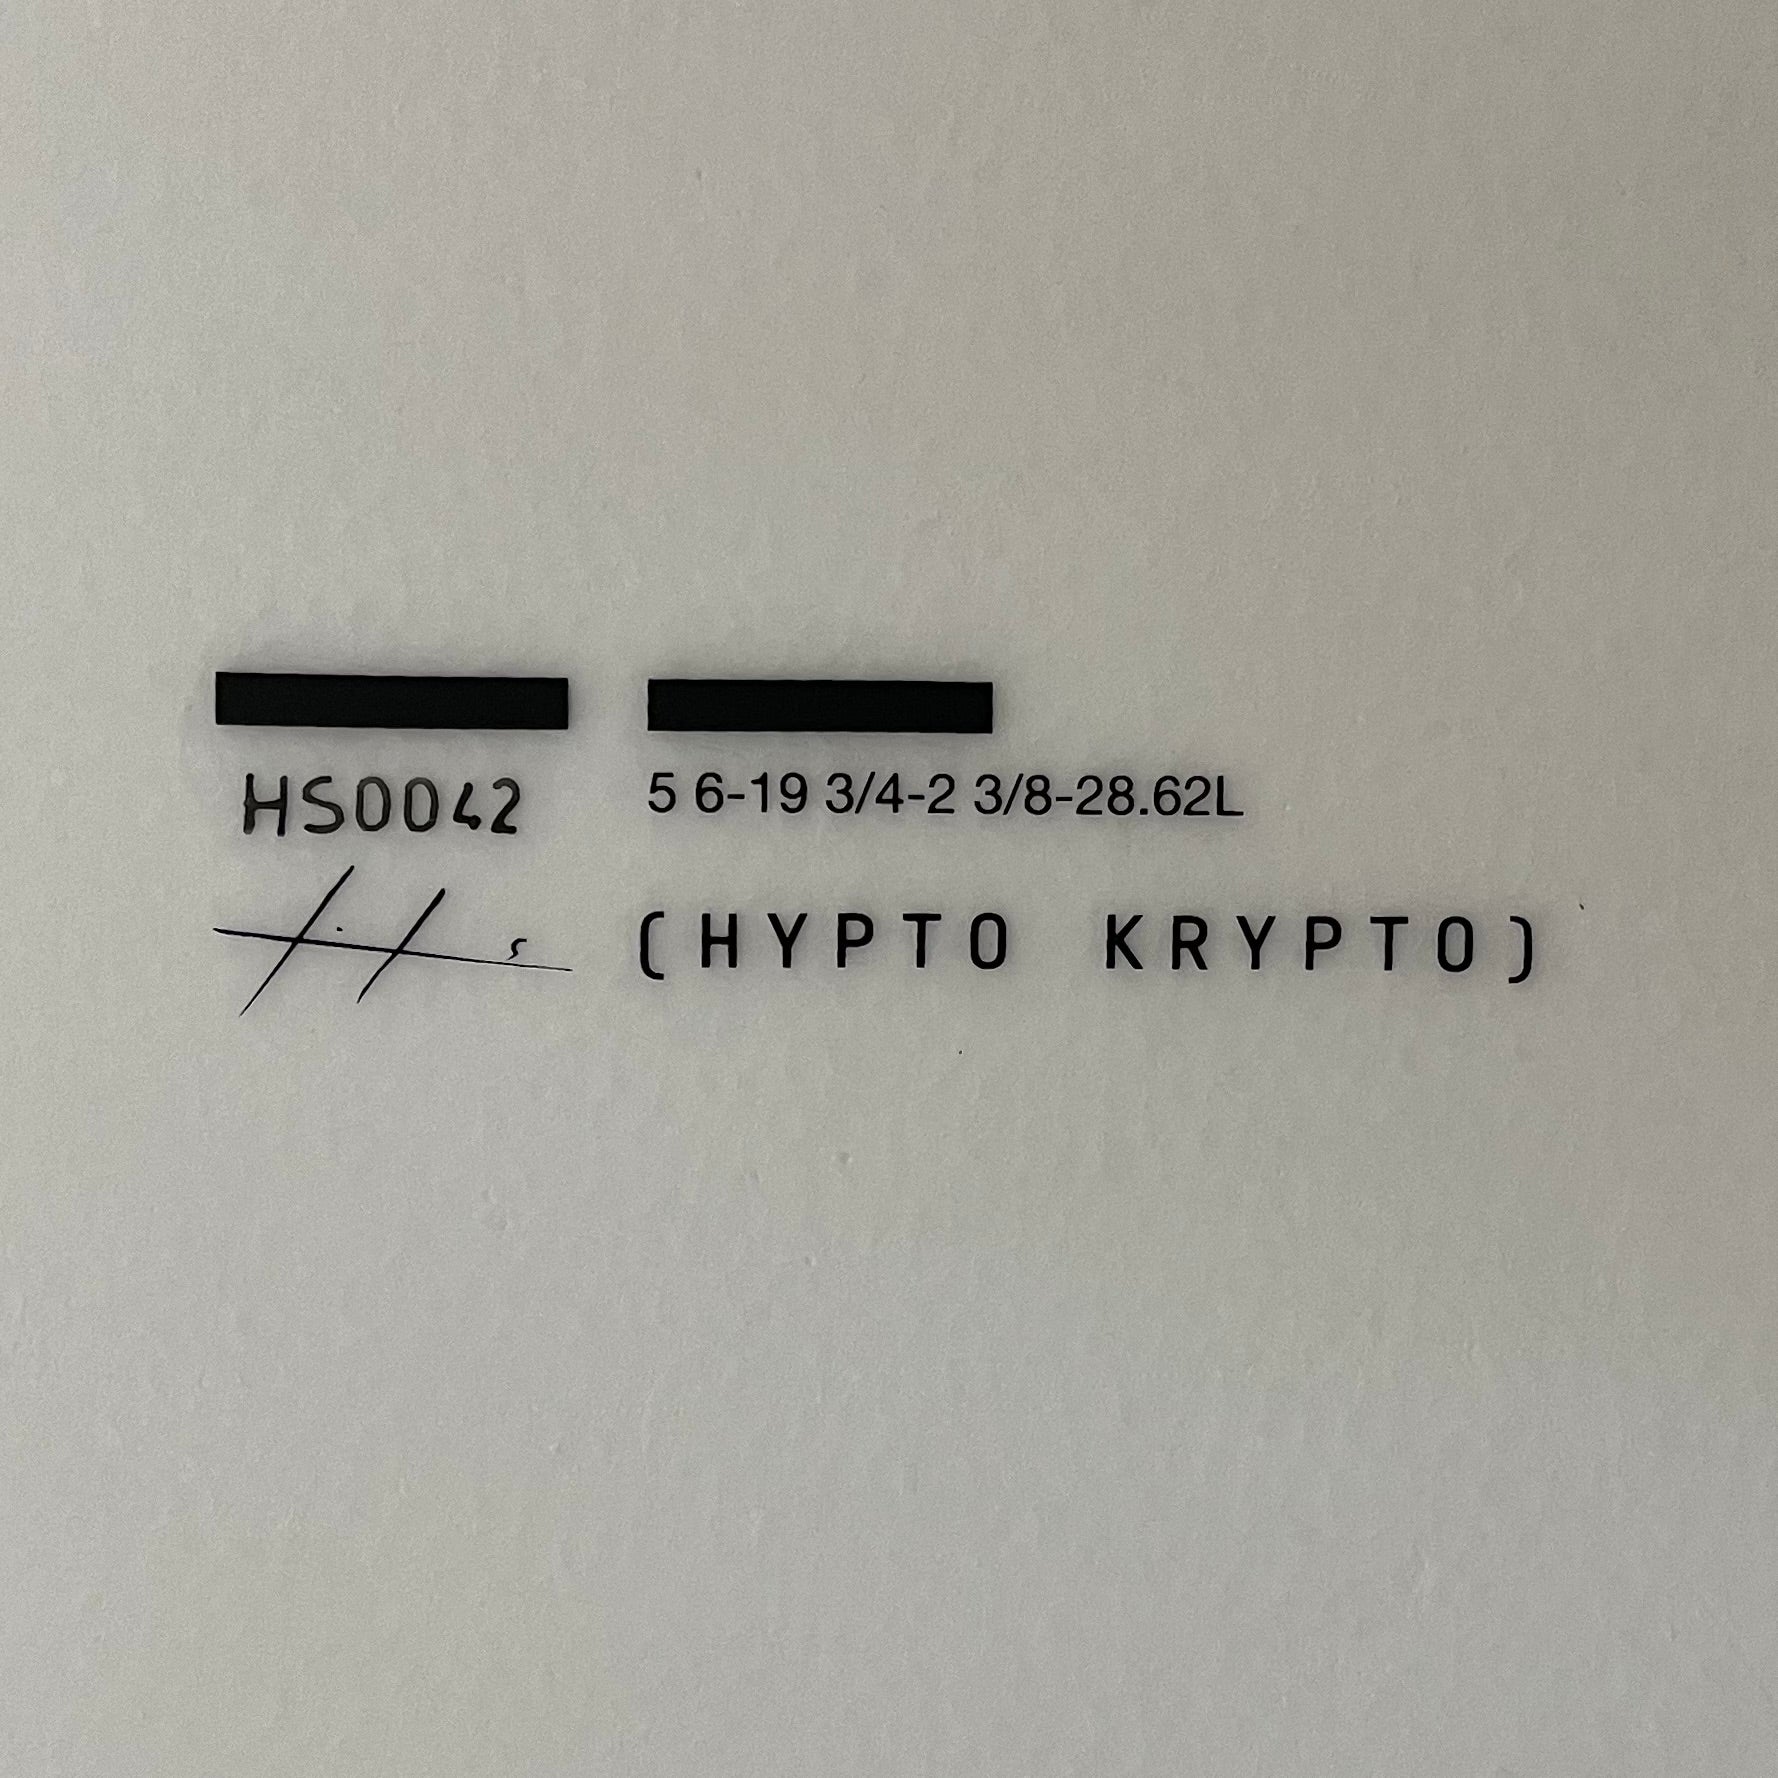 HS0042 5 6-19 3/4-2 3/8-28.62L
(HYPTO KRYPTO)